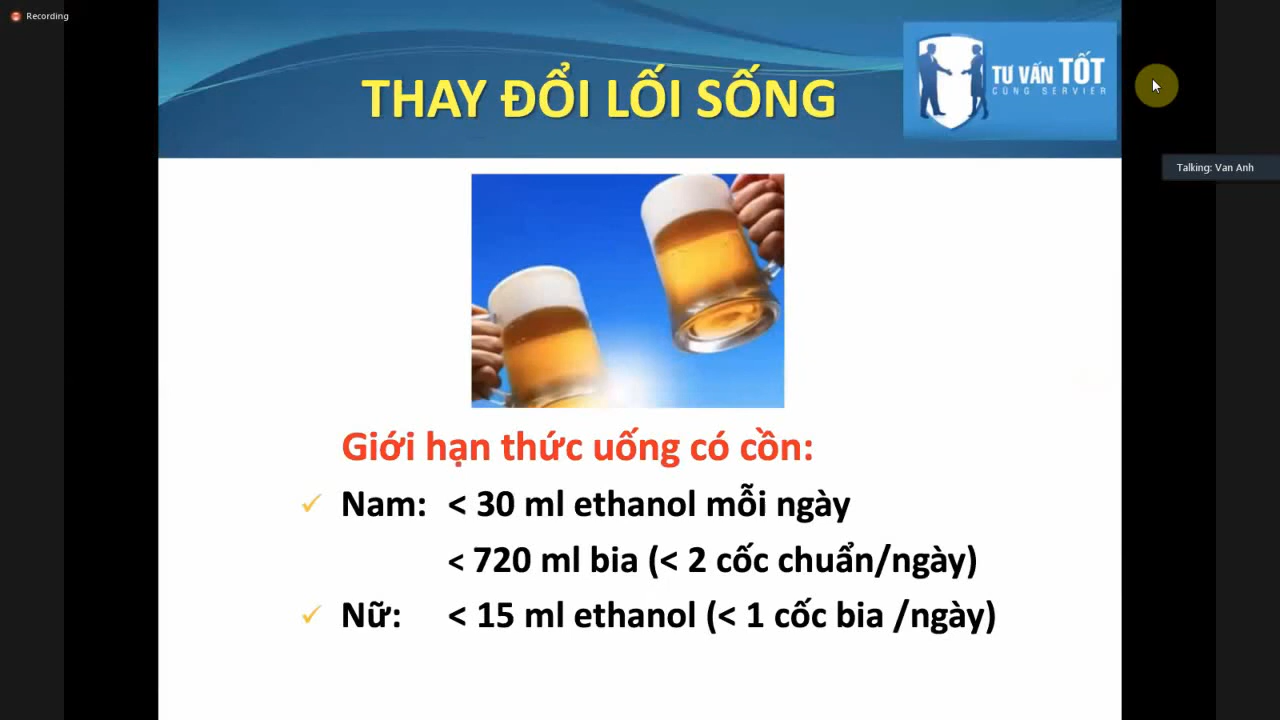 Recording
THAY ĐỔI LỐI SỐNG
TƯ VẤN TỐT
CÙNG SERVIER
Talking: Van Anh
Giới hạn thức uống có cồn:
✓ Nam: < 30 ml ethanol mỗi ngày
< 720 ml bia (< 2 cốc chuẩn/ngày)
✓ Nữ: < 15 ml ethanol (< 1 cốc bia /ngày)